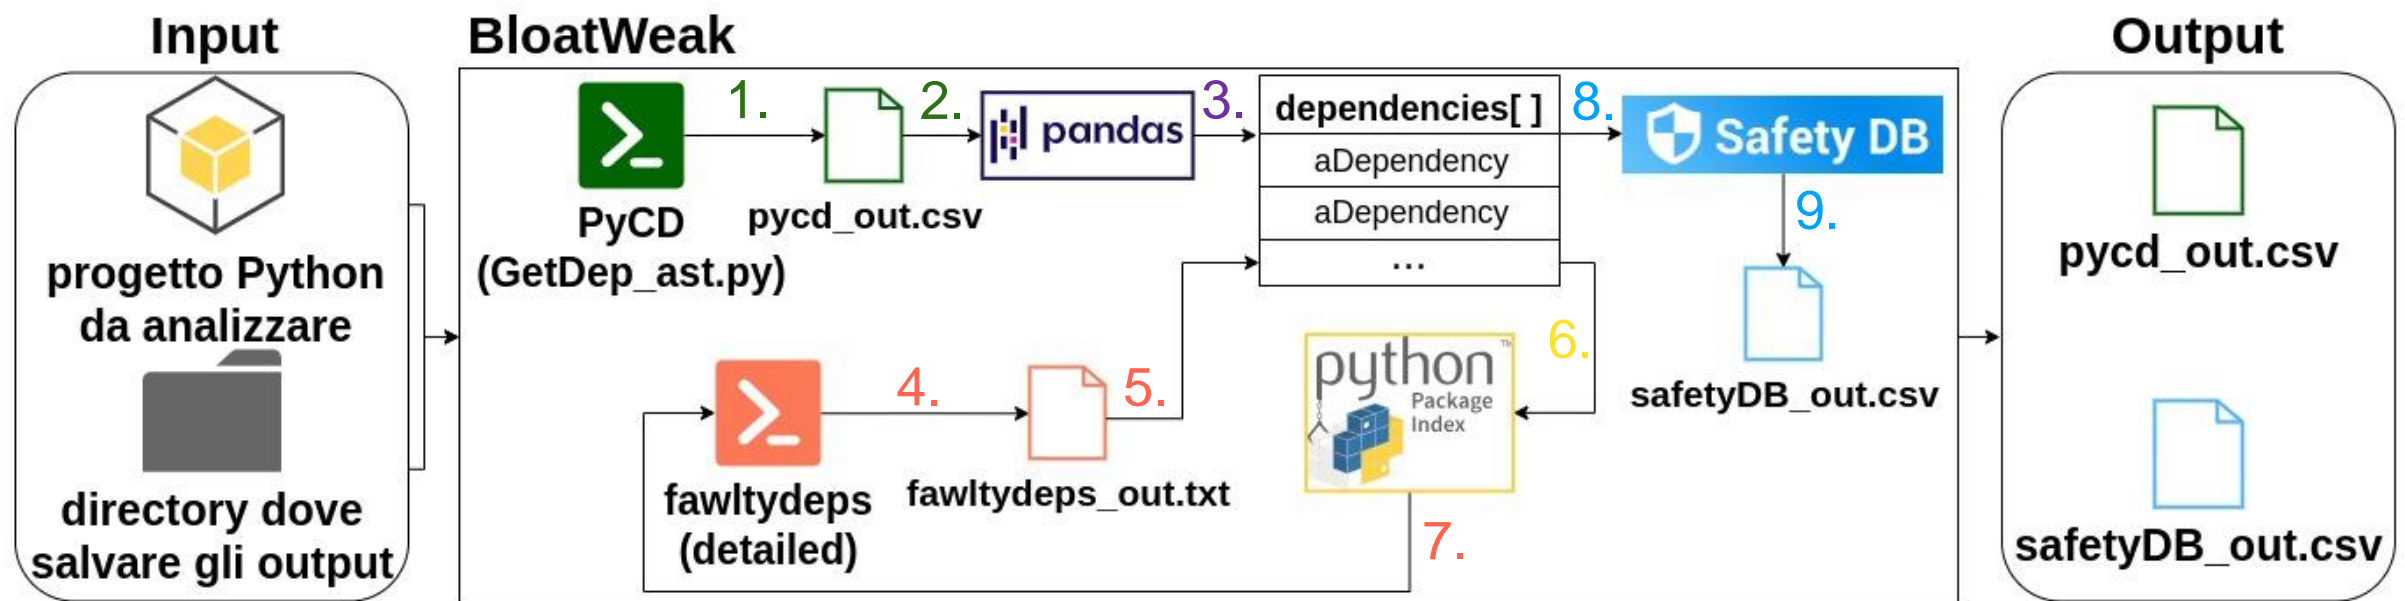 Input
progetto Python
da analizzare
directory dove
salvare gli output
BloatWeak
PyCD
(GetDep_ast.py)
1.
pycd_out.csv
2.
pandas
3.
dependencies[ ]
aDependency
aDependency
...
fawltydeps
(detailed)
4.
fawltydeps_out.txt
5.
6.
python
TM
Package
Index
7.
8.
Safety DB
9.
safetyDB_out.csv
Output
pycd_out.csv
safetyDB_out.csv